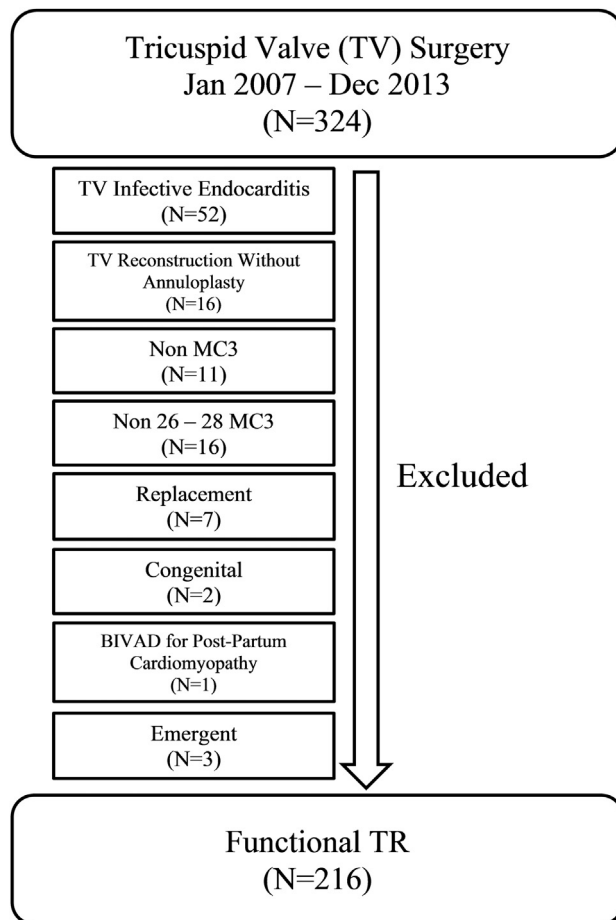 Tricuspid Valve (TV) Surgery
Jan 2007 – Dec 2013
(N=324)
TV Infective Endocarditis
(N=52)
TV Reconstruction Without
Annuloplasty
(N=16)
Non MC3
(N=11)
Non 26 – 28 MC3
(N=16)
Replacement
(N=7)
Congenital
(N=2)
BIVAD for Post-Partum
Cardiomyopathy
(N=1)
Emergent
(N=3)
Excluded
Functional TR
(N=216)